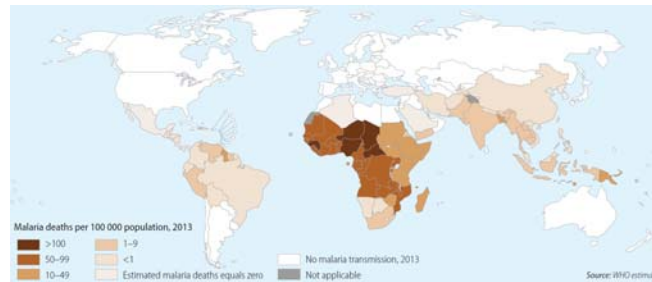 Malaria deaths per 100 000 population, 2013
>100
50–99
10–49
1–9
<1
Estimated malaria deaths equals zero
No malaria transmission, 2013
Not applicable
Source: WHO estima